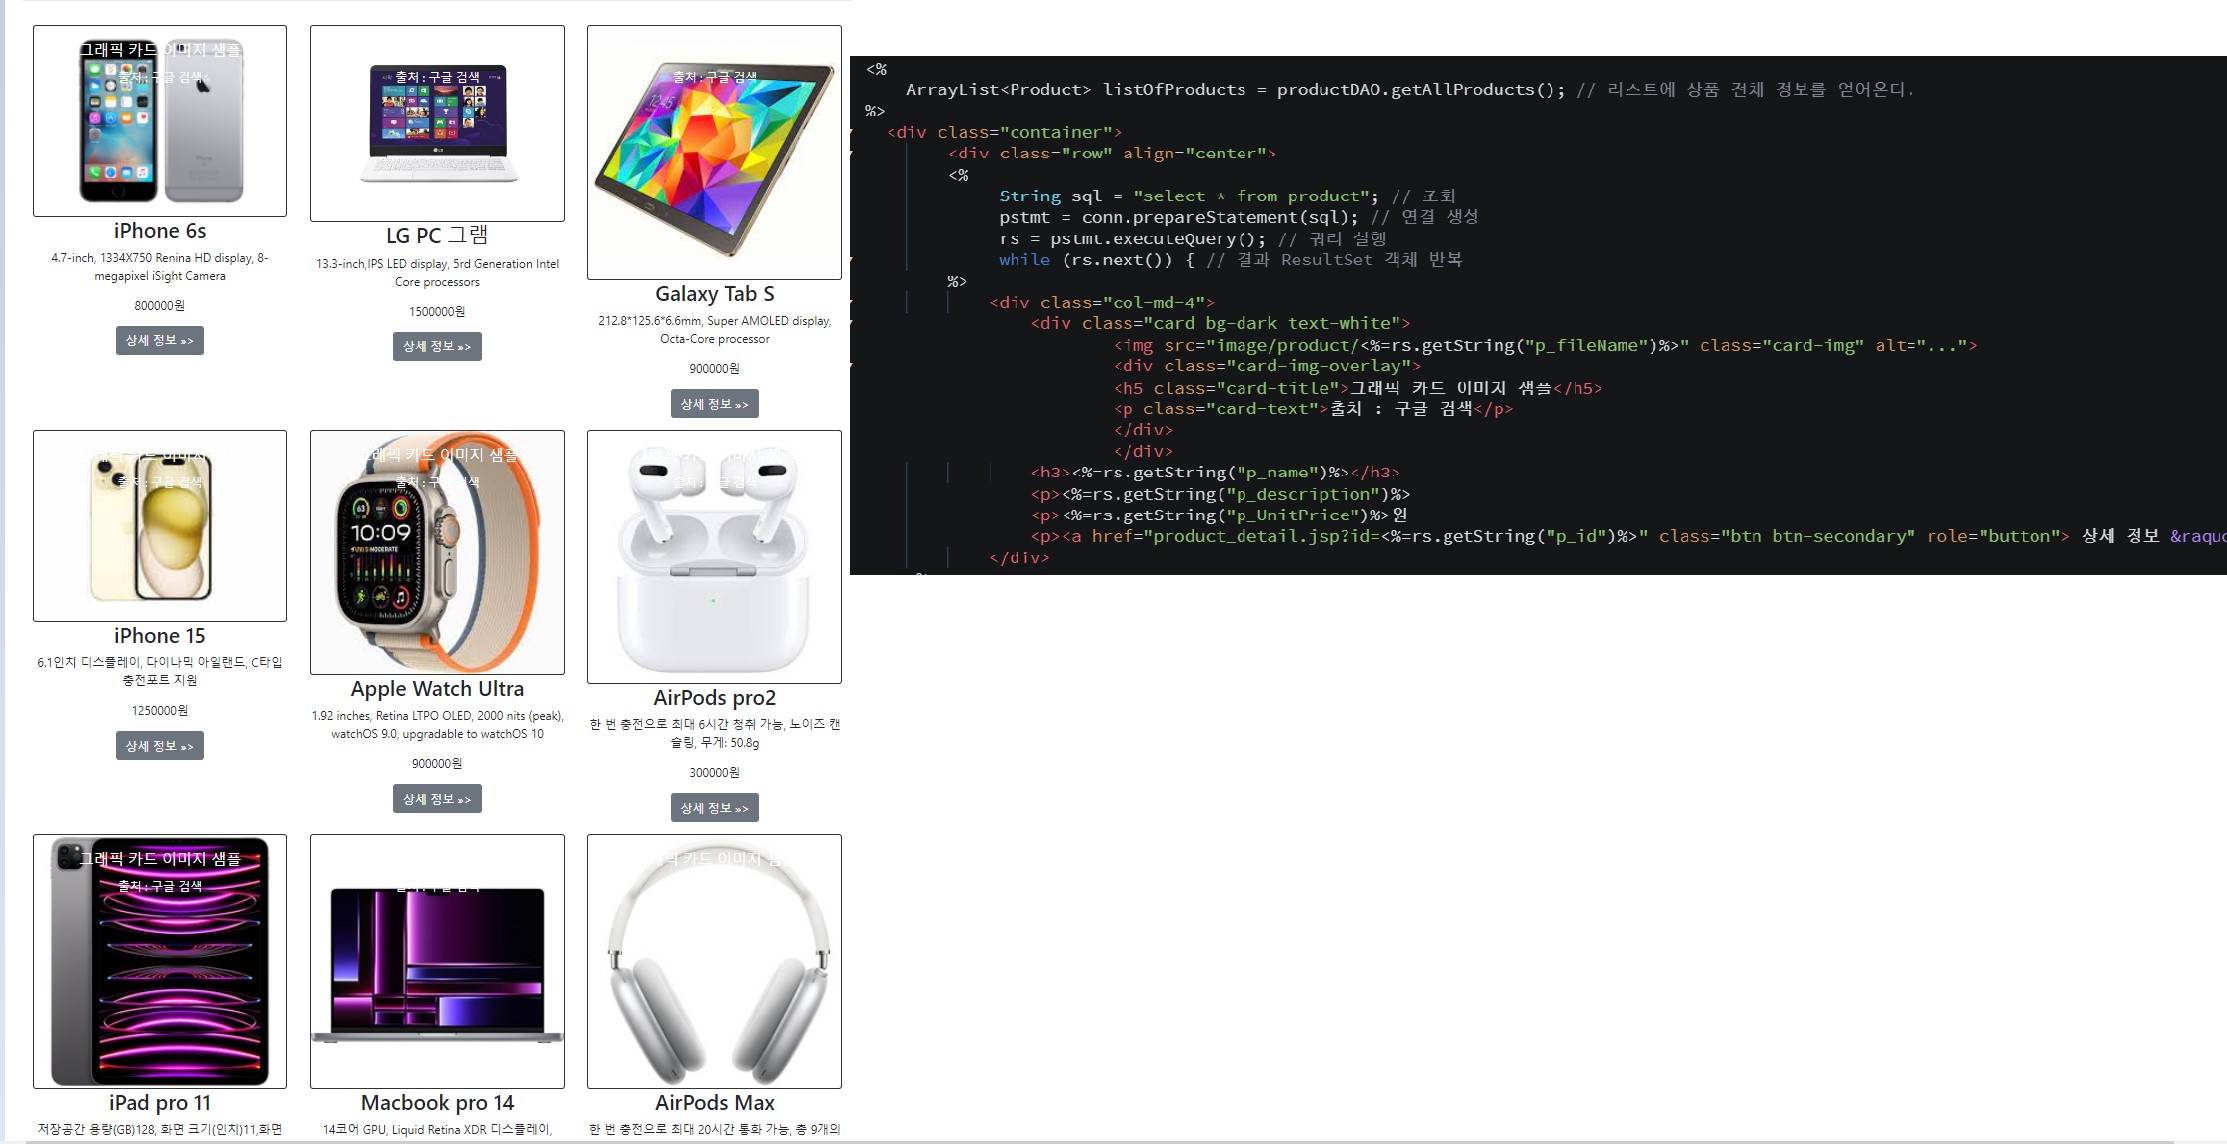 그래픽 카드 이미지 샘플
출처 : 구글 검색
iPhone 6s
4.7-inch, 1334X750 Renina HD display, 8-
megapixel iSight Camera
800000원
상세 정보 »>
출처 : 구글 검색
LG PC 그램
13.3-inch,IPS LED display, 5rd Generation Intel
Core processors
1500000원
상세 정보 »>
출처 : 구글 검색
Galaxy Tab S
212.8*125.6*6.6mm, Super AMOLED display,
Octa-Core processor
900000원
상세 정보 »>
카드 이미지
출처 : 구글 검색
iPhone 15
6.1인치 디스플레이, 다이나믹 아일랜드, C타입
충전포트 지원
1250000원
상세 정보 »>
그래픽 카드 이미지 샘플
출처 : 구글 검색
10:09
Apple Watch Ultra
1.92 inches, Retina LTPO OLED, 2000 nits (peak),
watchOS 9.0, upgradable to watchOS 10
900000원
상세 정보 »>
AirPods pro2
한 번 충전으로 최대 6시간 청취 가능, 노이즈 캔
슬링, 무게: 50.8g
300000원
상세 정보 »>
그래픽 카드 이미지 샘플
출처 : 구글 검색
iPad pro 11
저장공간 용량(GB)128, 화면 크기(인치)11,화면
Macbook pro 14
14코어 GPU, Liquid Retina XDR 디스플레이,
카드 이미지
AirPods Max
한 번 충전으로 최대 20시간 통화 가능, 총 9개의
<%
ArrayList<Product> listOfProducts = productDAO.getAllProducts(); // 리스트에 상품 전체 정보를 얻어온다.
%>
<div class="container">
<div class="row" align="center">
<%
String sql = "select * from product"; // 조회
pstmt = conn.prepareStatement(sql); // 연결 생성
rs = pstmt.executeQuery(); // 쿼리 실행
while (rs.next()) { // 결과 ResultSet 객체 반복
%>
<div class="col-md-4">
<div class="card bg-dark text-white">
<img src="image/product/<%=rs.getString("p_fileName")%>" class="card-img" alt="...">
<div class="card-img-overlay">
<h5 class="card-title">그래픽 카드 이미지 샘플</h5>
<p class="card-text">출처 : 구글 검색</p>
</div>
</div>
<h3><%=rs.getString("p_name")%></h3>
<p><%=rs.getString("p_description")%>
<p><%=rs.getString("p_UnitPrice")%>원
<p><a href="product_detail.jsp?id=<%=rs.getString("p_id")%>" class="btn btn-secondary" role="button"> 상세 정보 &raquo
</div>